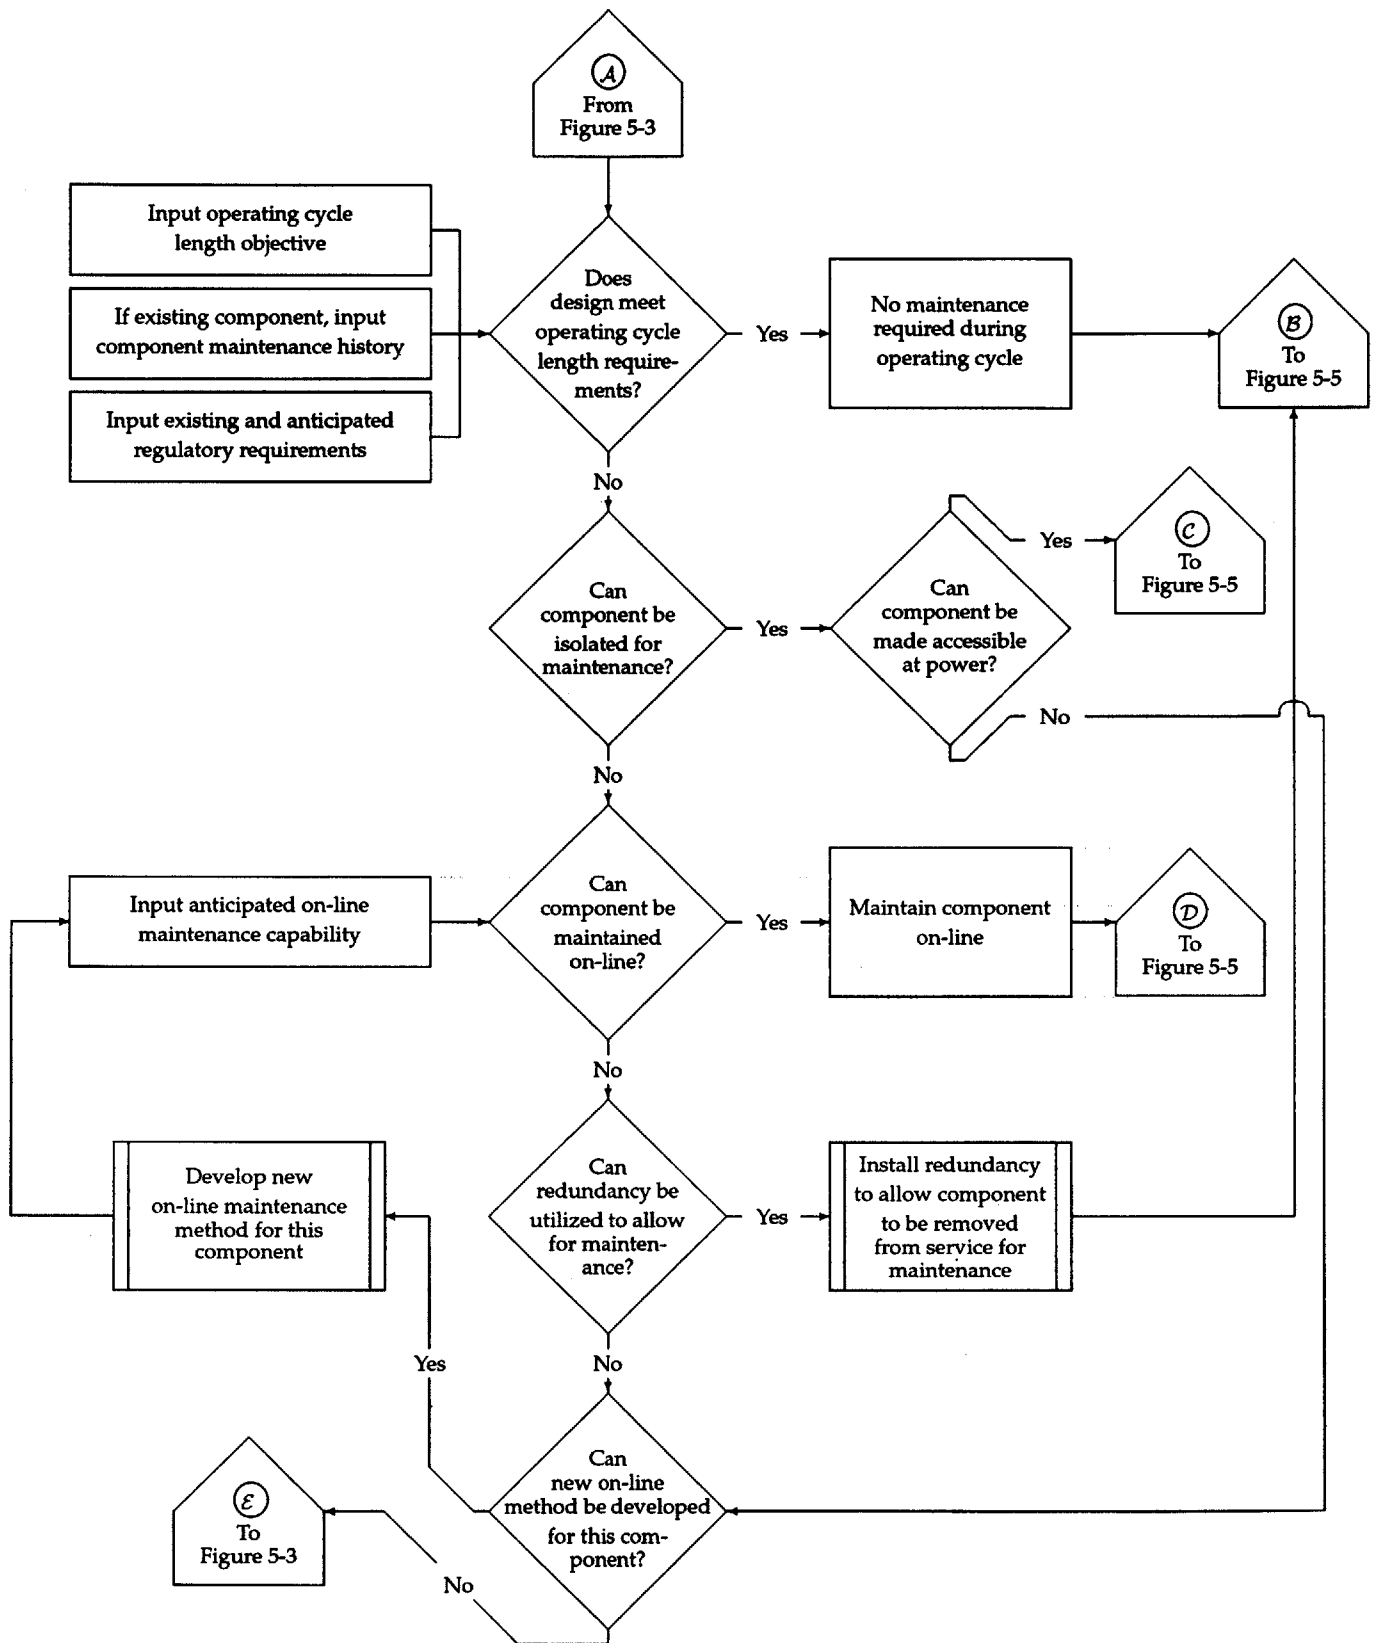 A
From
Figure 5-3
Input operating cycle
length objective
If existing component, input
component maintenance history
Input existing and anticipated
regulatory requirements
Does
design meet
operating cycle
length require-
ments?
Yes
No maintenance
required during
operating cycle
B
To
Figure 5-5
No
Can
component be
isolated for
maintenance?
Yes
Can
component be
made accessible
at power?
Yes
C
To
Figure 5-5
No
No
Input anticipated on-line
maintenance capability
Can
component be
maintained
on-line?
Yes
Maintain component
on-line
D
To
Figure 5-5
No
Develop new
on-line maintenance
method for this
component
Can
redundancy be
utilized to allow
for mainten-
ance?
Yes
Install redundancy
to allow component
to be removed
from service for
maintenance
Yes
No
Can
new on-line
method be developed
for this com-
ponent?
E
To
Figure 5-3
No